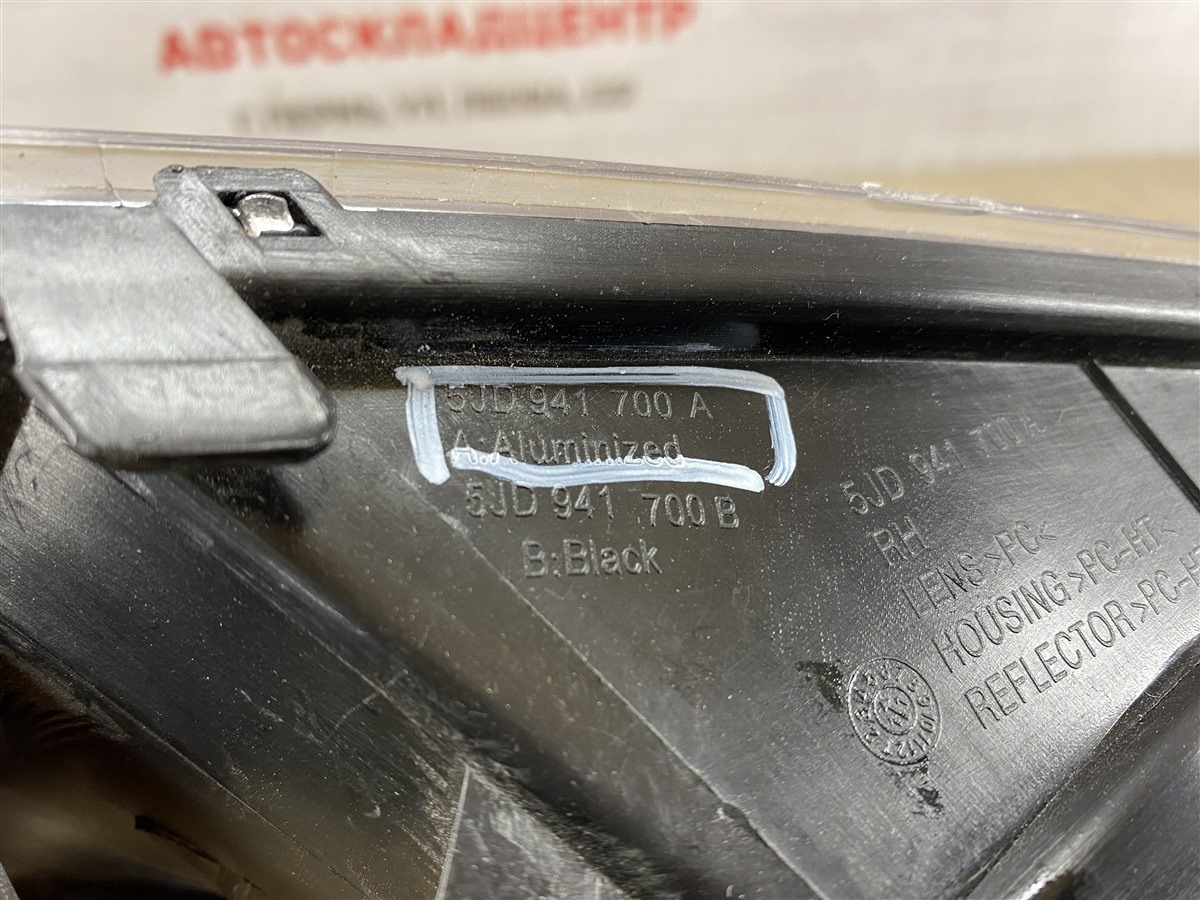 АВТОСКЛАДЦЕНТР
5JD 941 700 A
A:Aluminized
5JD 941 700 B
B:Black
5JD 941 700 A
RH
LENS>PC<
HOUSING>PC-HT<
REFLECTOR>PC-H